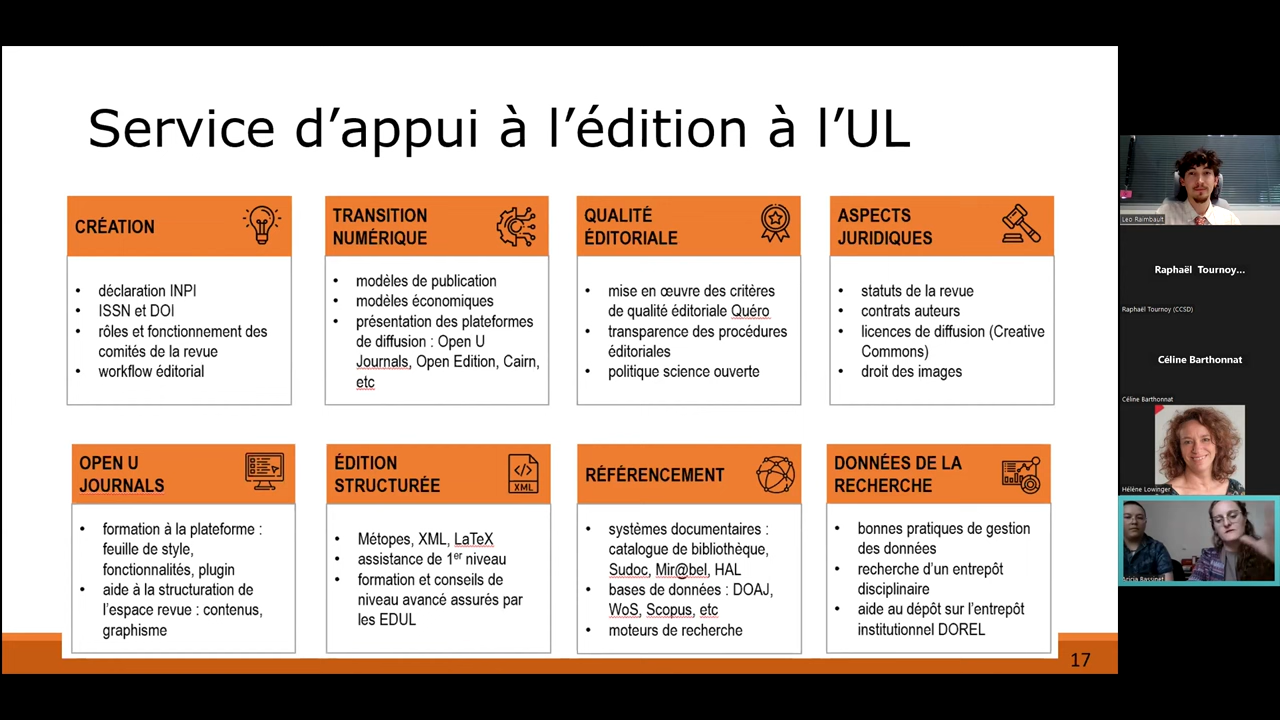 Service d'appui à l'édition à l'UL
CRÉATION
déclaration INPI
ISSN et DOI
rôles et fonctionnement des
comités de la revue
workflow éditorial
TRANSITION
NUMÉRIQUE
modèles de publication
modèles économiques
présentation des plateformes
de diffusion : Open U
Journals, Open Edition, Cairn,
etc
QUALITÉ
ÉDITORIALE
mise en œuvre des critères
de qualité éditoriale Quéro
transparence des procédures
éditoriales
politique science ouverte
ASPECTS
JURIDIQUES
statuts de la revue
contrats auteurs
licences de diffusion (Creative
Commons)
droit des images
OPEN U
JOURNALS
formation à la plateforme :
feuille de style,
fonctionnalités, plugin
aide à la structuration de
l'espace revue : contenus,
graphisme
ÉDITION
STRUCTURÉE
XML
Métopes, XML, LaTeX
assistance de 1er niveau
formation et conseils de
niveau avancé assurés par
les EDUL
RÉFÉRENCEMENT
systèmes documentaires :
catalogue de bibliothèque,
Sudoc, Mir@bel, HAL
bases de données : DOAJ,
WoS, Scopus, etc
moteurs de recherche
DONNÉES DE LA
RECHERCHE
bonnes pratiques de gestion
des données
recherche d'un entrepôt
disciplinaire
aide au dépôt sur l'entrepôt
institutionnel DOREL
17
Leo Raimbault
Raphaël Tournoy...
Raphaël Tournoy (CCSD)
Céline Barthonnat
Céline Barthonnat
Hélène Lowinger
Aricia Bassinet